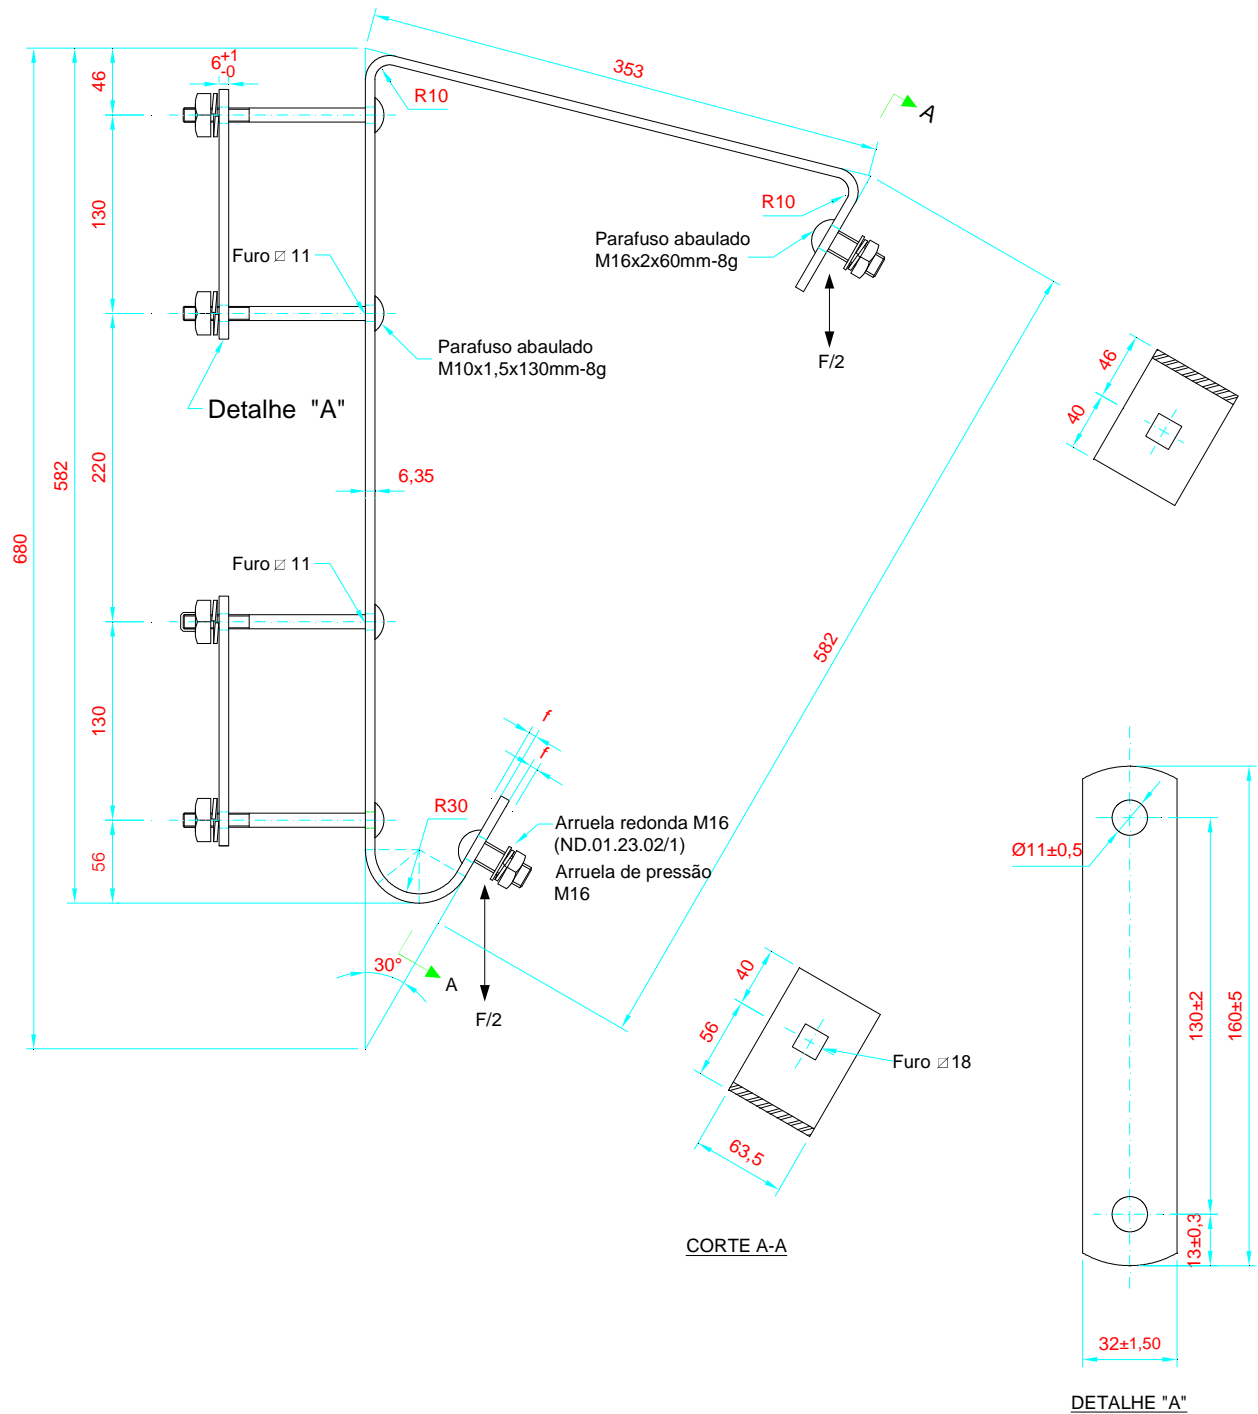 353
6 +1 -0
46
R10
A
R10
130
Parafuso abaulado
M16x2x60mm-8g
Furo ⌀ 11
Parafuso abaulado
M10x1,5x130mm-8g
F/2
46
40
Detalhe "A"
220
582
6,35
680
Furo ⌀ 11
582
130
f
f
R30
Arruela redonda M16
(ND.01.23.02/1)
Arruela de pressão
M16
56
Ø11±0,5
30°
A
F/2
40
56
Furo ⌀18
63,5
130±2
160±5
13±0,3
CORTE A-A
32±1,50
DETALHE "A"